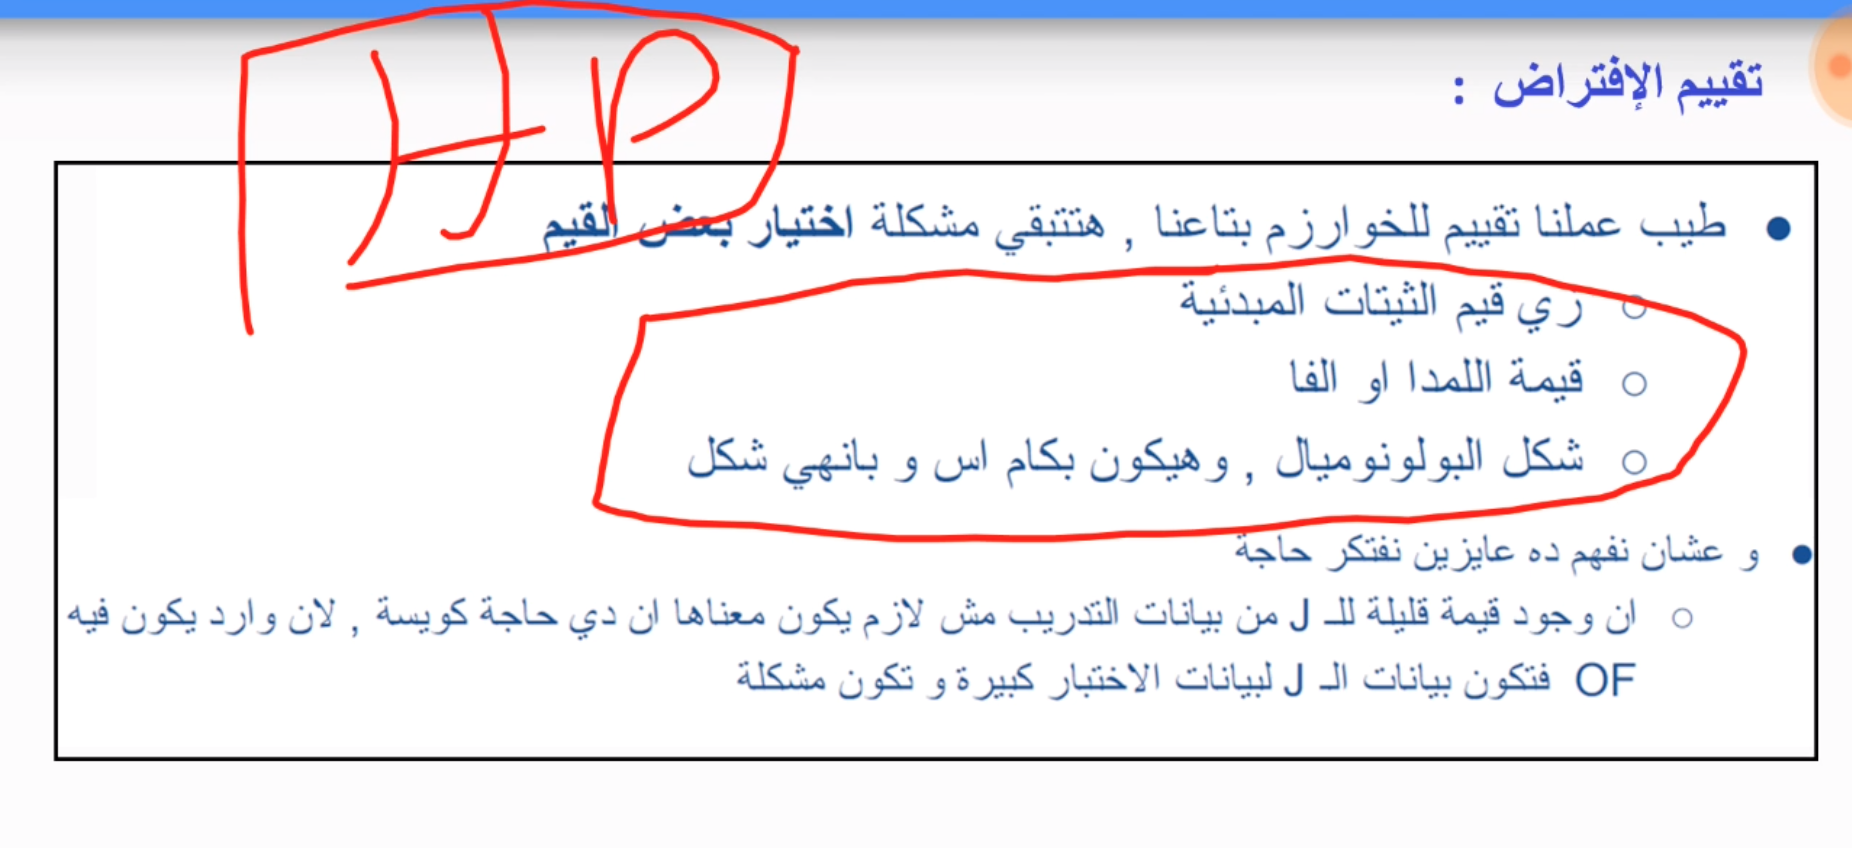 HP
تقييم الإفتراض :
طيب عملنا تقييم للخوارزم بتاعنا , هتتبقي مشكلة اختيار بعض القيم
زي قيم الثيتات المبدئية
قيمة اللمدا او الفا
شكل البولونوميال , وهيكون بكام اس و بانهي شكل
و عشان نفهم ده عايزين نفتكر حاجة
ان وجود قيمة قليلة للـ J من بيانات التدريب مش لازم يكون معناها ان دي حاجة كويسة , لان وارد يكون فيه
OF فتكون بيانات الـ J لبيانات الاختبار كبيرة و تكون مشكلة